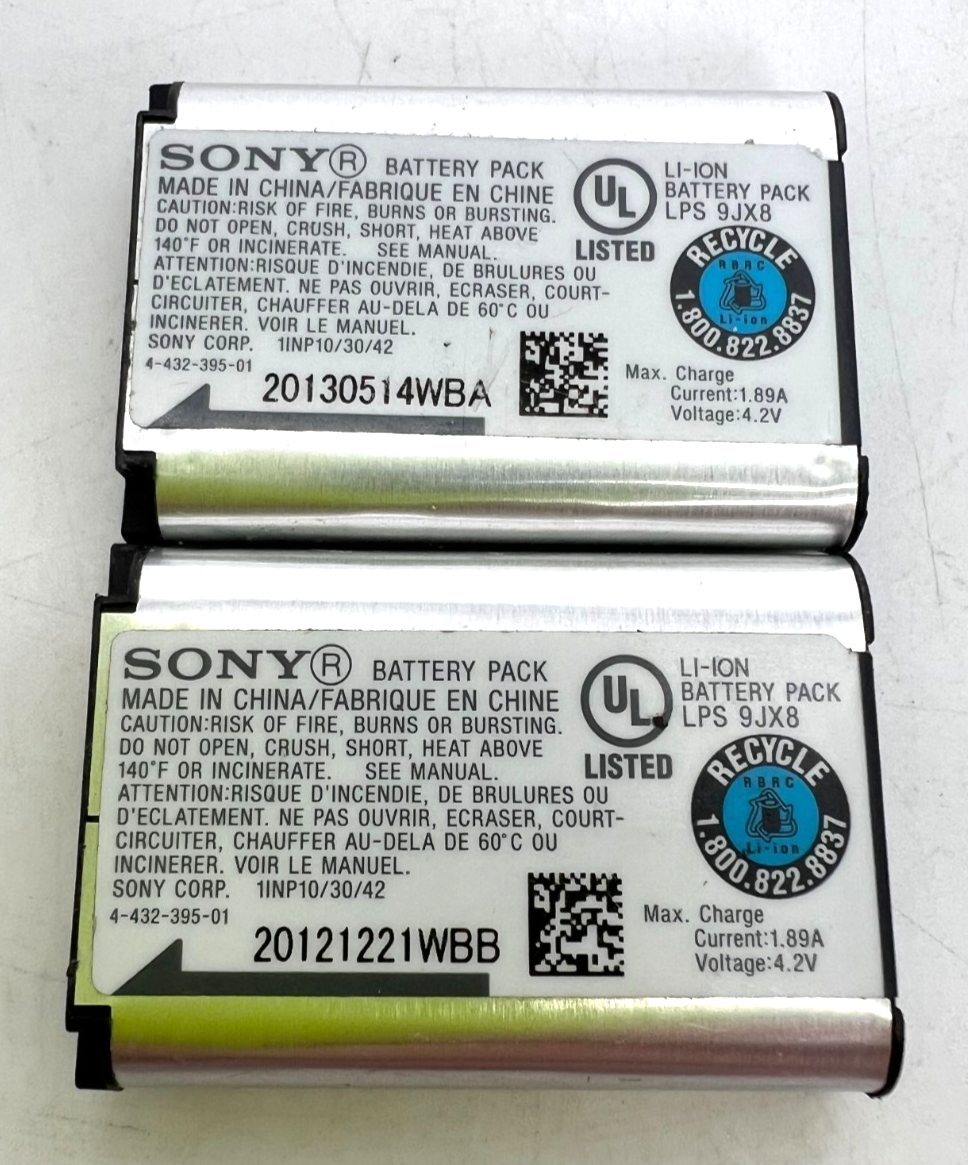 SONY® BATTERY PACK
MADE IN CHINA/FABRIQUE EN CHINE
CAUTION:RISK OF FIRE, BURNS OR BURSTING.
DO NOT OPEN, CRUSH, SHORT, HEAT ABOVE
140°F OR INCINERATE. SEE MANUAL.
ATTENTION:RISQUE D'INCENDIE, DE BRULURES OU
D'ECLATEMENT. NE PAS OUVRIR, ECRASER, COURT-
CIRCUITER, CHAUFFER AU-DELA DE 60°C OU
INCINERER. VOIR LE MANUEL.
SONY CORP. 1INP10/30/42
4-432-395-01
20130514WBA
UL
LISTED
LI-ION
BATTERY PACK
LPS 9JX8
RECYCLE
RBRC
Li-ion
1.800.822.8837
Max. Charge
Current:1.89A
Voltage:4.2V
SONY® BATTERY PACK
MADE IN CHINA/FABRIQUE EN CHINE
CAUTION:RISK OF FIRE, BURNS OR BURSTING.
DO NOT OPEN, CRUSH, SHORT, HEAT ABOVE
140°F OR INCINERATE. SEE MANUAL.
ATTENTION:RISQUE D'INCENDIE, DE BRULURES OU
D'ECLATEMENT. NE PAS OUVRIR, ECRASER, COURT-
CIRCUITER, CHAUFFER AU-DELA DE 60°C OU
INCINERER. VOIR LE MANUEL.
SONY CORP. 1INP10/30/42
4-432-395-01
20121221WBB
UL
LISTED
LI-ION
BATTERY PACK
LPS 9JX8
RECYCLE
RBRC
Li-ion
1.800.822.8837
Max. Charge
Current:1.89A
Voltage:4.2V